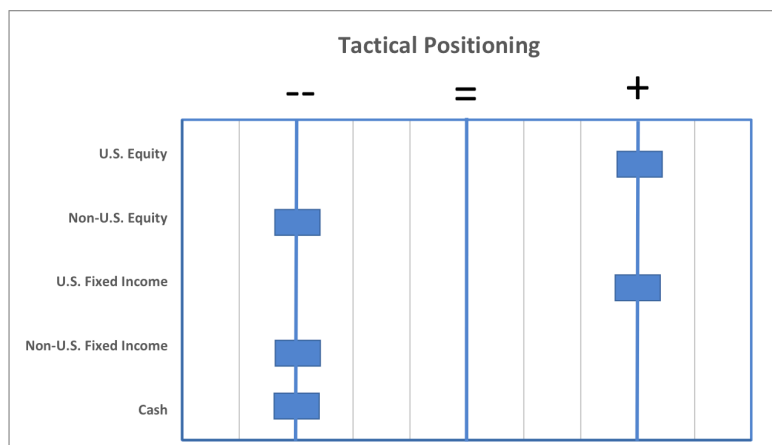 Tactical Positioning
-- = +
U.S. Equity
Non-U.S. Equity
U.S. Fixed Income
Non-U.S. Fixed Income
Cash